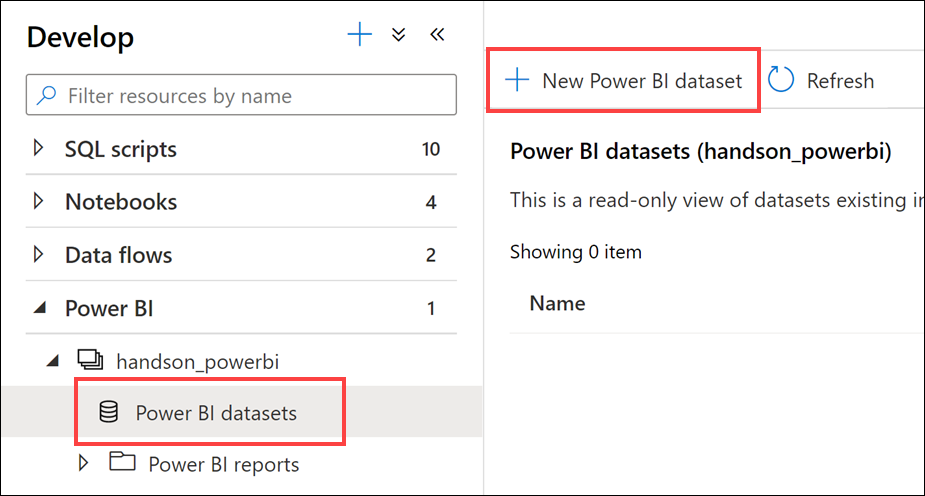 Develop
Filter resources by name
SQL scripts 10
Notebooks 4
Data flows 2
Power BI 1
handson_powerbi
Power BI datasets
Power BI reports
New Power BI dataset Refresh
Power BI datasets (handson_powerbi)
This is a read-only view of datasets existing in
Showing 0 item
Name